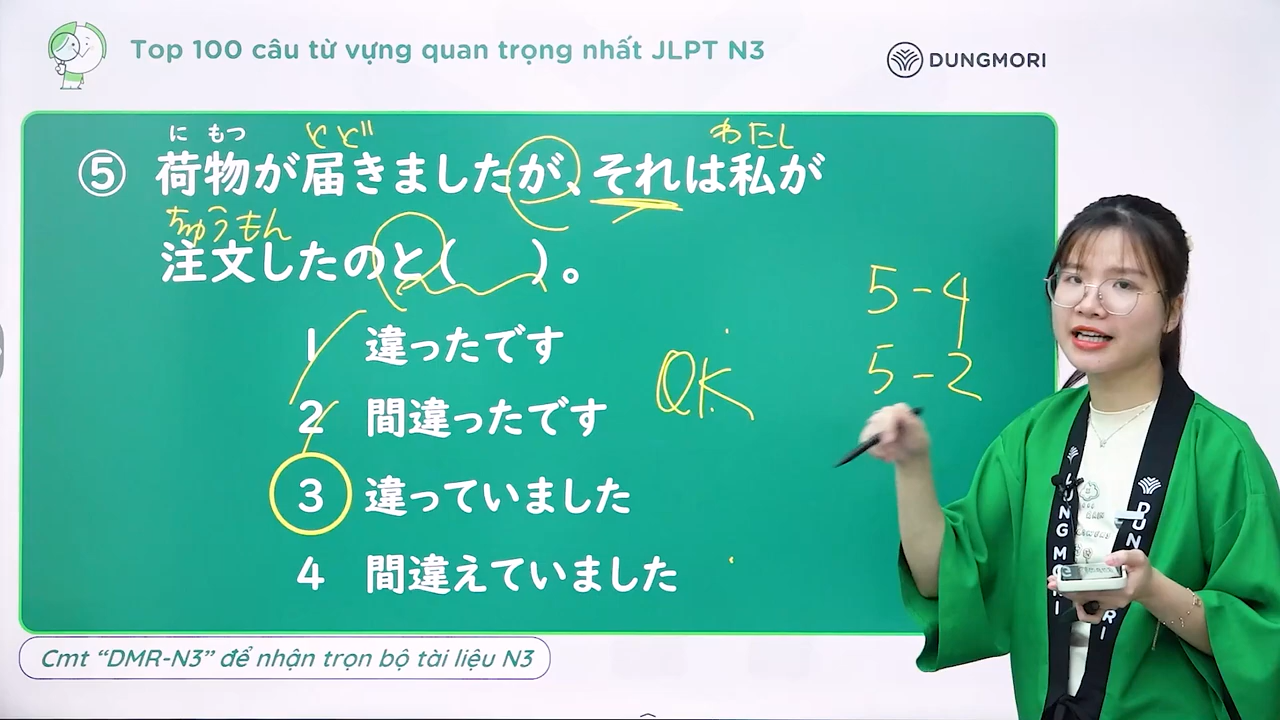 Top 100 câu từ vựng quan trọng nhất JLPT N3
DUNGMORI
に もつ とど わたし
⑤ 荷物が届きましたが、それは私が
ちゅうもん
注文したのと( )。
1 違ったです
2 間違ったです
3 違っていました
4 間違えていました
QK
5-4
5-2
Cmt “DMR-N3” để nhận trọn bộ tài liệu N3